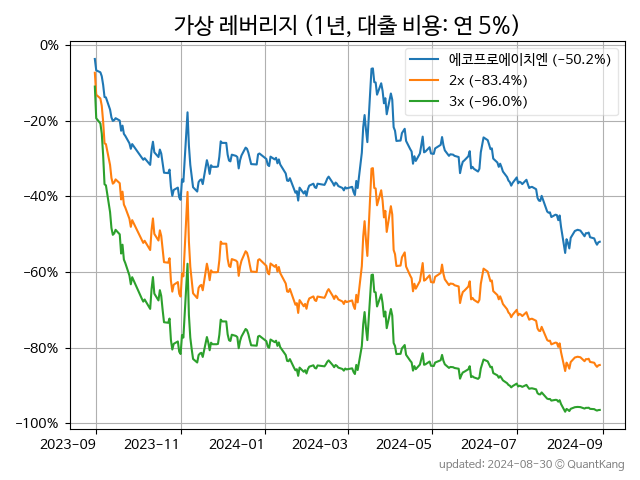 가상 레버리지 (1년, 대출 비용: 연 5%)
에코프로에이치엔 (−50.2%)
2x (−83.4%)
3x (−96.0%)
0%
−20%
−40%
−60%
−80%
−100%
2023-09 2023-11 2024-01 2024-03 2024-05 2024-07 2024-09
updated: 2024-08-30 © QuantKang